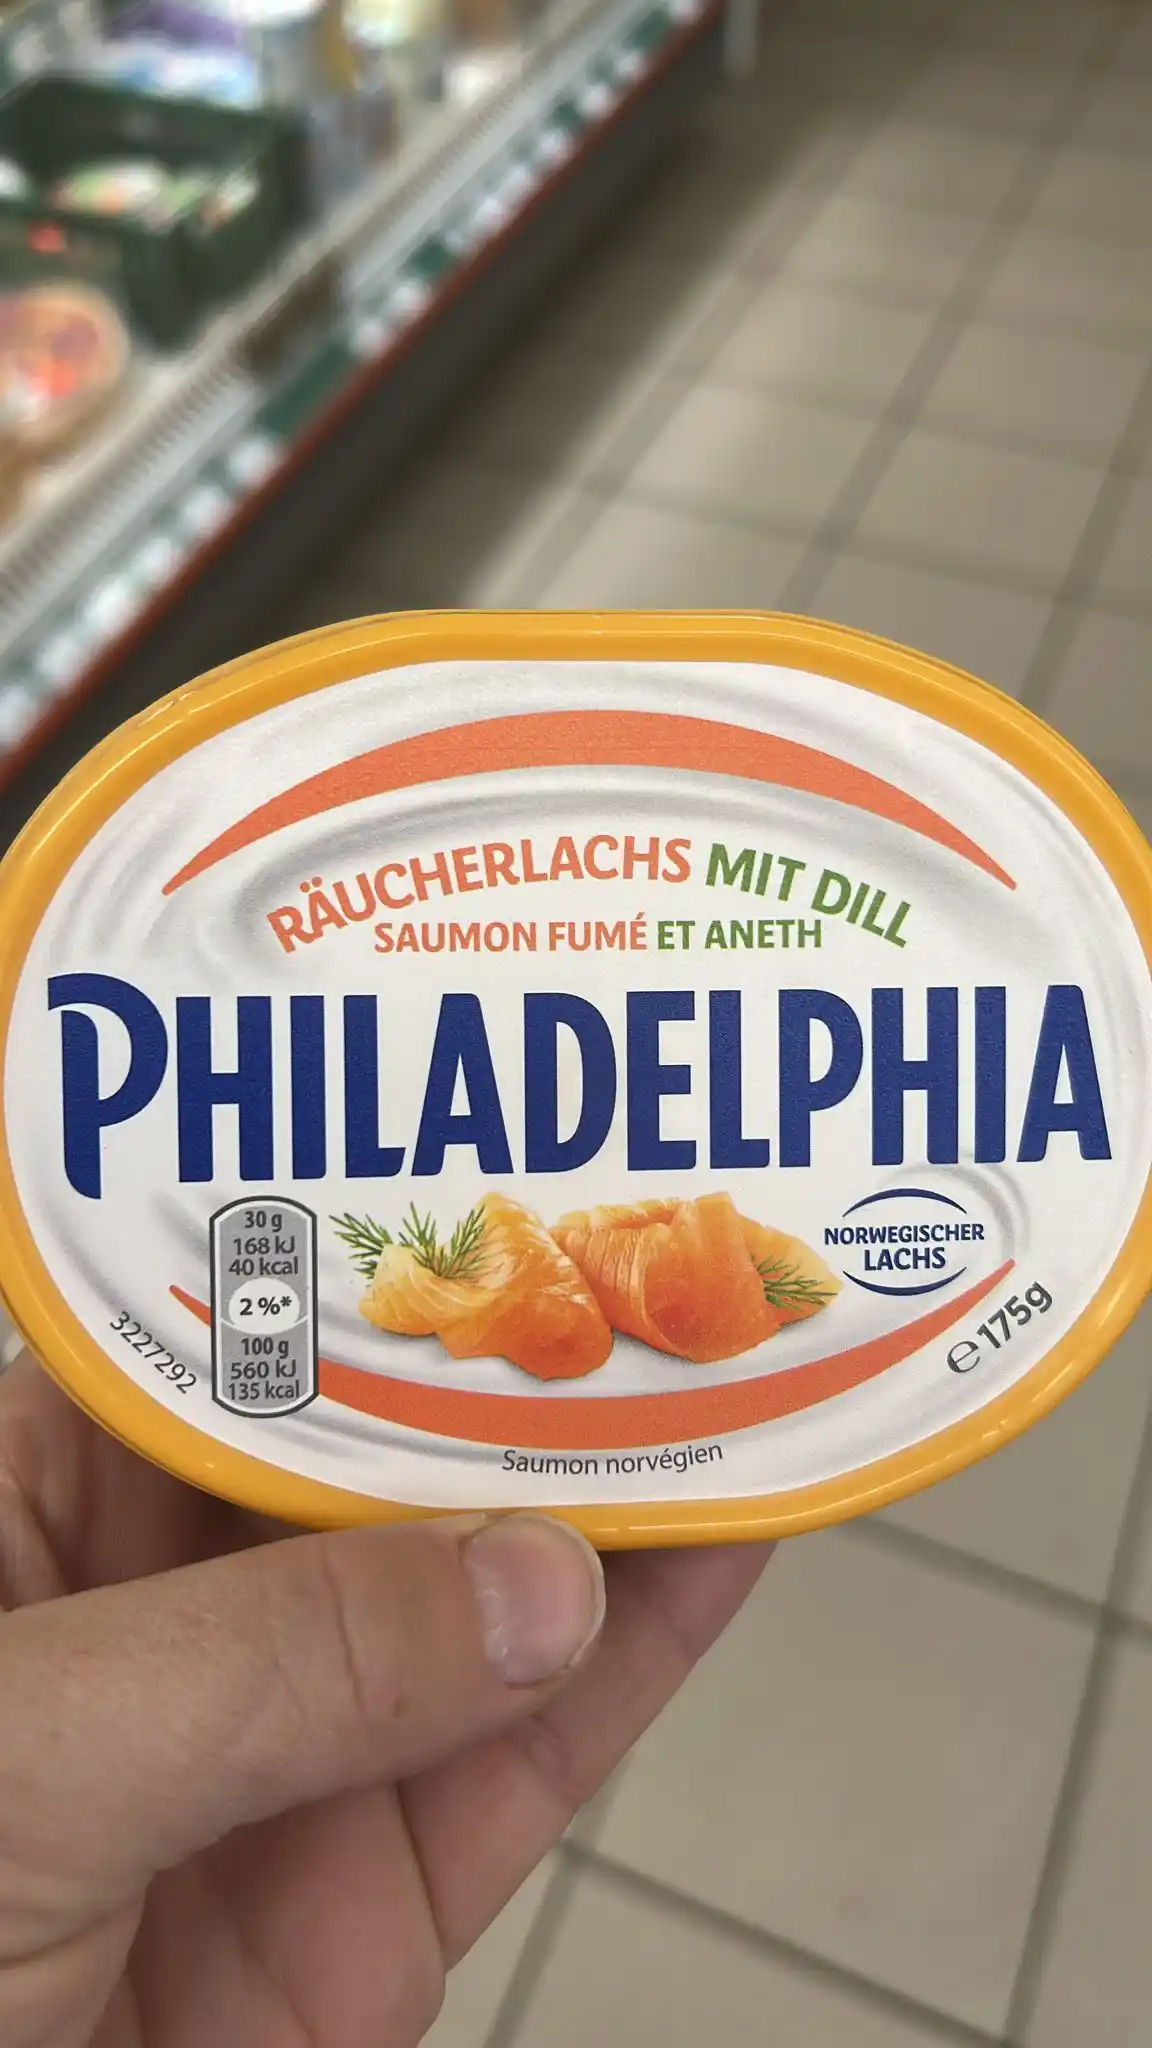 RÄUCHERLACHS MIT DILL
SAUMON FUMÉ ET ANETH
PHILADELPHIA
30 g
168 kJ
40 kcal
2 %*
100 g
560 kJ
135 kcal
3227292
NORWEGISCHER
LACHS
℮ 175g
Saumon norvégien